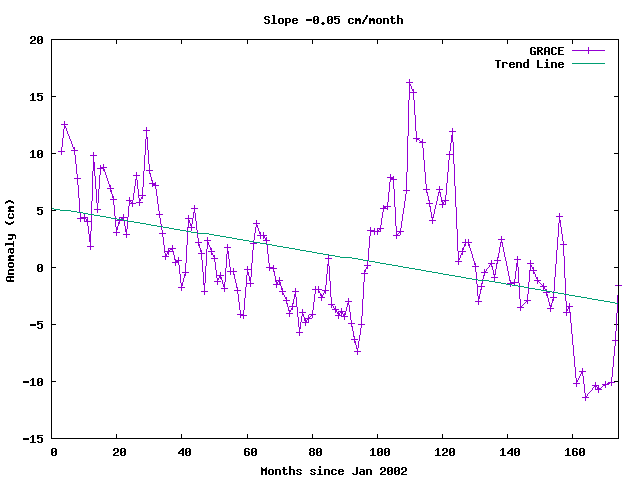 Slope -0.05 cm/month
GRACE
Trend Line
Anomaly (cm)
20
15
10
5
0
-5
-10
-15
0 20 40 60 80 100 120 140 160
Months since Jan 2002